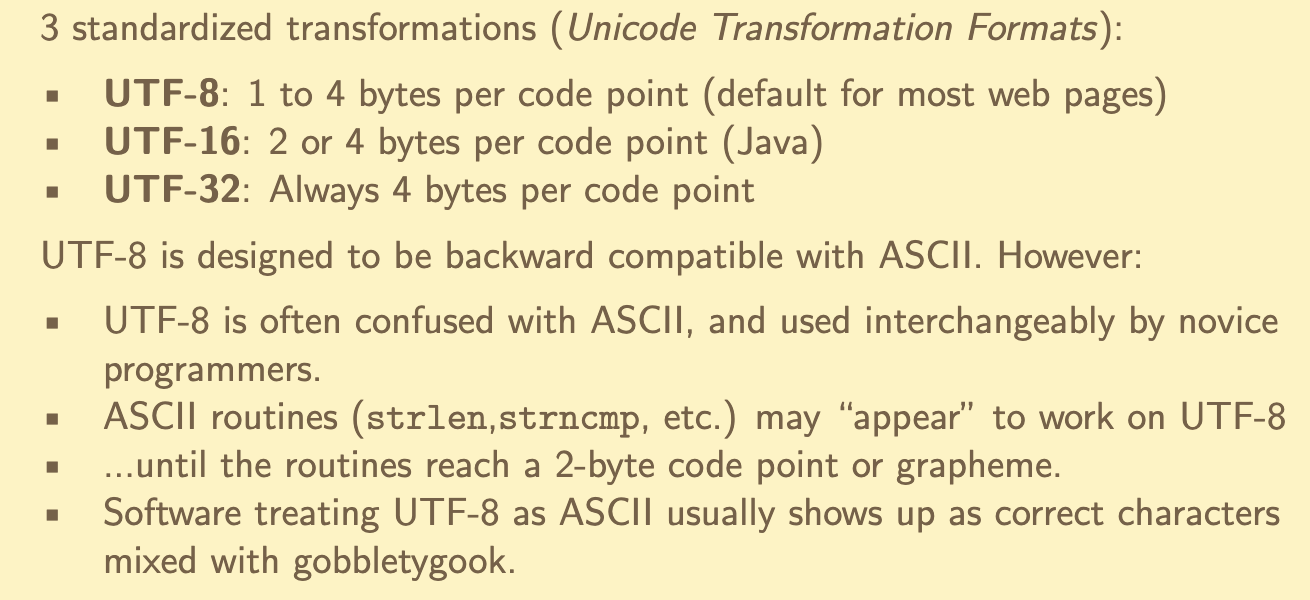 3 standardized transformations (Unicode Transformation Formats):
▪ UTF-8: 1 to 4 bytes per code point (default for most web pages)
▪ UTF-16: 2 or 4 bytes per code point (Java)
▪ UTF-32: Always 4 bytes per code point
UTF-8 is designed to be backward compatible with ASCII. However:
▪ UTF-8 is often confused with ASCII, and used interchangeably by novice
programmers.
▪ ASCII routines (strlen,strncmp, etc.) may “appear” to work on UTF-8
▪ ...until the routines reach a 2-byte code point or grapheme.
▪ Software treating UTF-8 as ASCII usually shows up as correct characters
mixed with gobbletygook.